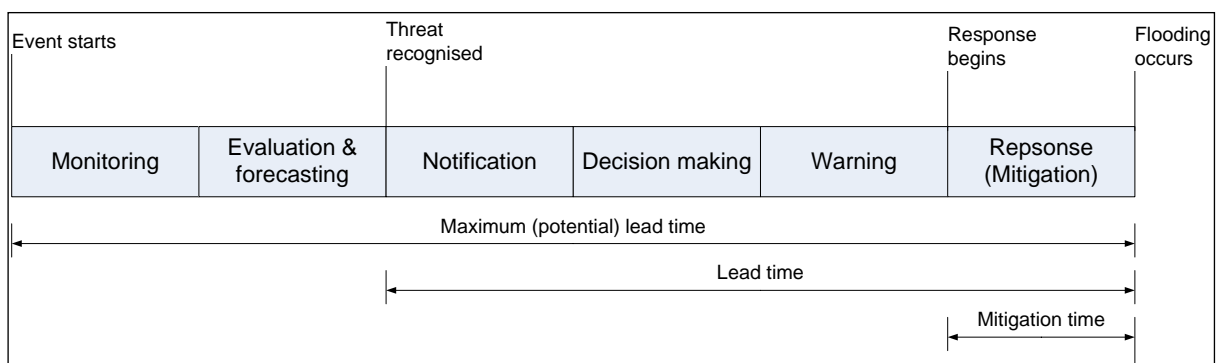 Event starts
Threat
recognised
Response
begins
Flooding
occurs
Monitoring
Evaluation &
forecasting
Notification
Decision making
Warning
Repsonse
(Mitigation)
Maximum (potential) lead time
Lead time
Mitigation time